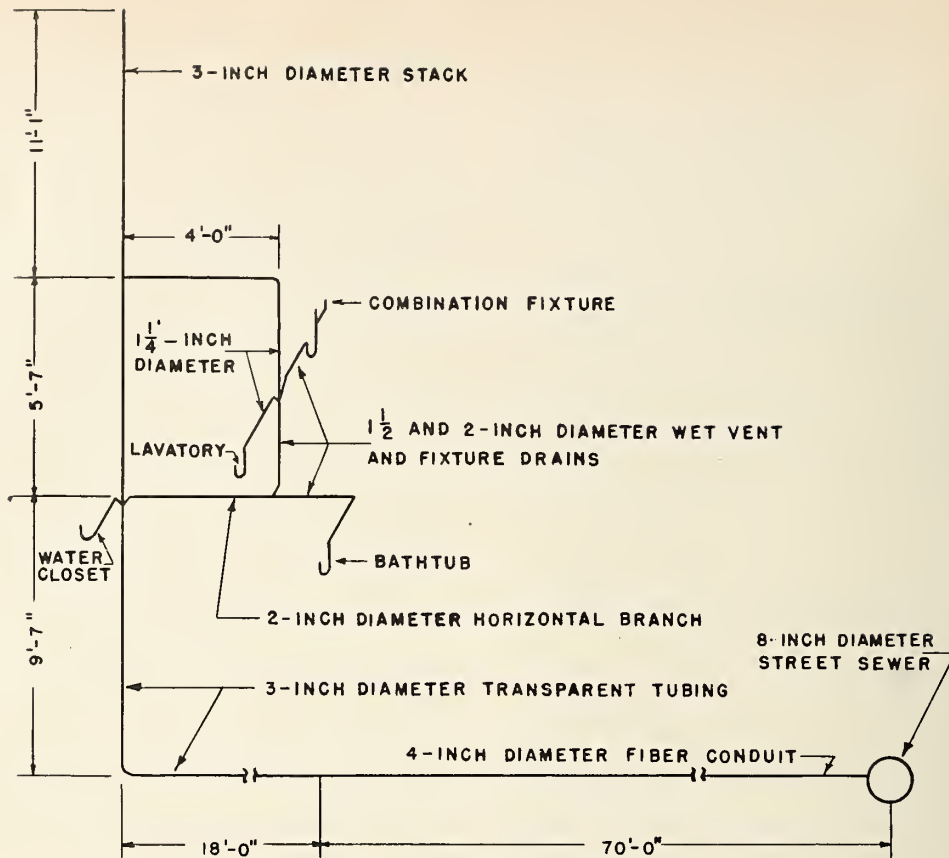 3-INCH DIAMETER STACK
11'-1"
4'-0"
COMBINATION FIXTURE
1 1/4'-INCH
DIAMETER
5'-7"
1 1/2 AND 2-INCH DIAMETER WET VENT
AND FIXTURE DRAINS
LAVATORY
WATER
CLOSET
BATHTUB
2-INCH DIAMETER HORIZONTAL BRANCH
9'-7"
8-INCH DIAMETER
STREET SEWER
3-INCH DIAMETER TRANSPARENT TUBING
4-INCH DIAMETER FIBER CONDUIT
18'-0"
70'-0"